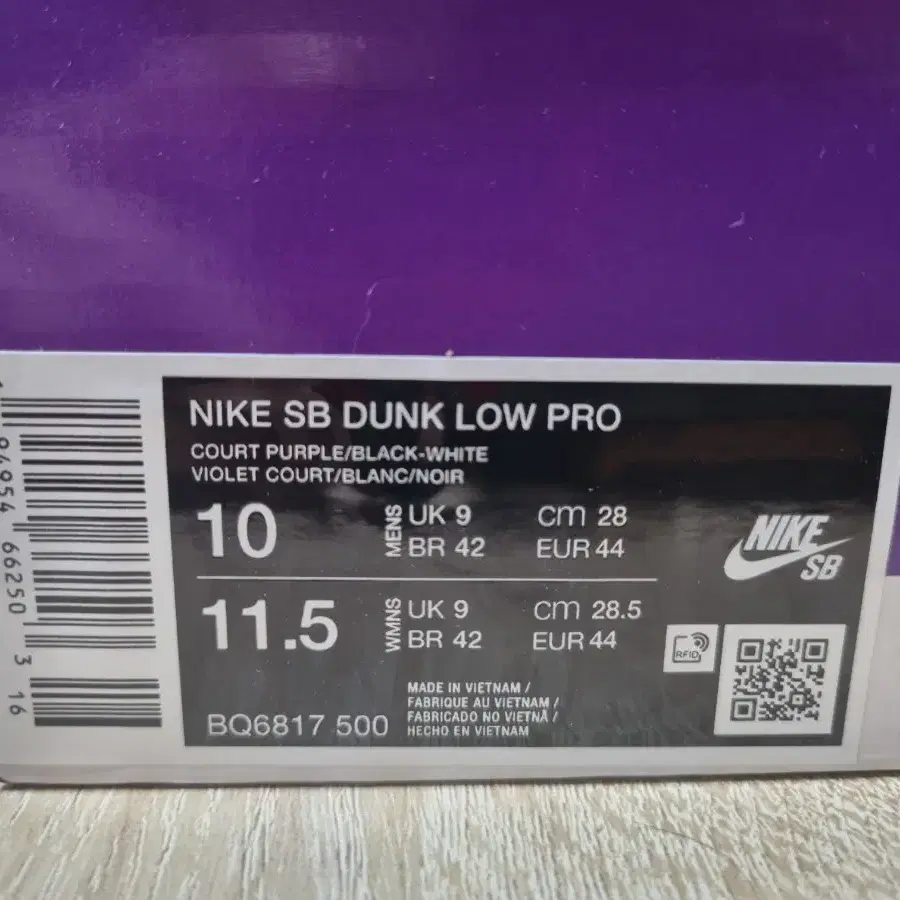 NIKE SB DUNK LOW PRO
COURT PURPLE/BLACK-WHITE
VIOLET COURT/BLANC/NOIR
10 MENS UK 9 cm 28
BR 42 EUR 44
11.5 WMNS UK 9 cm 28.5
BR 42 EUR 44
NIKE
SB
RFID
BQ6817 500
MADE IN VIETNAM /
FABRIQUE AU VIETNAM /
FABRICADO NO VIETNÃ /
HECHO EN VIETNAM
66250 3 16